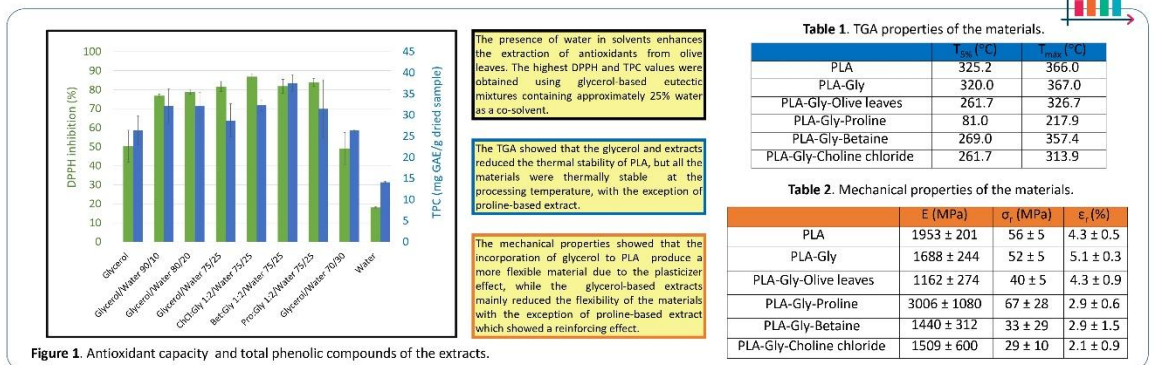 100
90
80
70
60
50
40
30
20
10
0
DPPH inhibition (%)
45
40
35
30
25
20
15
10
5
0
TPC (mg GAE/g dried sample)
Glycerol
Glycerol/Water 90/10
Glycerol/Water 80/20
Glycerol/Water 75/25
ChCl:Gly 1:2/Water 75/25
Bet:Gly 1:2/Water 75/25
Pro:Gly 1:2/Water 75/25
Glycerol/Water 70/90
Water
Figure 1. Antioxidant capacity and total phenolic compounds of the extracts.
The presence of water in solvents enhances
the extraction of antioxidants from olive
leaves. The highest DPPH and TPC values were
obtained using glycerol-based eutectic
mixtures containing approximately 25% water
as a co-solvent.
The TGA showed that the glycerol and extracts
reduced the thermal stability of PLA, but all the
materials were thermally stable at the
processing temperature, with the exception of
proline-based extract.
The mechanical properties showed that the
incorporation of glycerol to PLA produce a
more flexible material due to the plasticizer
effect, while the glycerol-based extracts
mainly reduced the flexibility of the materials
with the exception of proline-based extract
which showed a reinforcing effect.
Table 1. TGA properties of the materials.
T5% (°C) Tmax (°C)
PLA 325.2 366.0
PLA-Gly 320.0 367.0
PLA-Gly-Olive leaves 261.7 326.7
PLA-Gly-Proline 81.0 217.9
PLA-Gly-Betaine 269.0 357.4
PLA-Gly-Choline chloride 261.7 313.9
Table 2. Mechanical properties of the materials.
E (MPa) σr (MPa) εr (%)
PLA 1953 ± 201 56 ± 5 4.3 ± 0.5
PLA-Gly 1688 ± 244 52 ± 5 5.1 ± 0.3
PLA-Gly-Olive leaves 1162 ± 274 40 ± 5 4.3 ± 0.9
PLA-Gly-Proline 3006 ± 1080 67 ± 28 2.9 ± 0.6
PLA-Gly-Betaine 1440 ± 312 33 ± 29 2.9 ± 1.5
PLA-Gly-Choline chloride 1509 ± 600 29 ± 10 2.1 ± 0.9